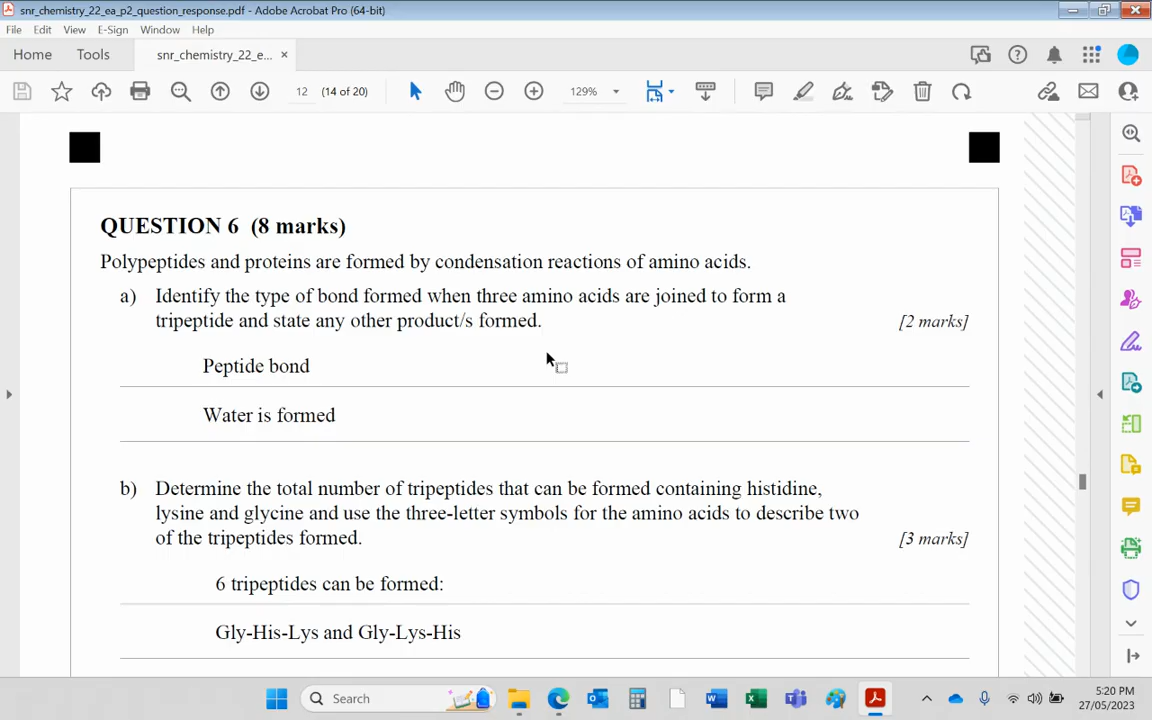 snr_chemistry_22_ea_p2_question_response.pdf - Adobe Acrobat Pro (64-bit)
File Edit View E-Sign Window Help
Home Tools snr_chemistry_22_e... ×
12 (14 of 20) 129%
QUESTION 6 (8 marks)
Polypeptides and proteins are formed by condensation reactions of amino acids.
a) Identify the type of bond formed when three amino acids are joined to form a
tripeptide and state any other product/s formed. [2 marks]
Peptide bond
Water is formed
b) Determine the total number of tripeptides that can be formed containing histidine,
lysine and glycine and use the three-letter symbols for the amino acids to describe two
of the tripeptides formed. [3 marks]
6 tripeptides can be formed:
Gly-His-Lys and Gly-Lys-His
Search
5:20 PM
27/05/2023